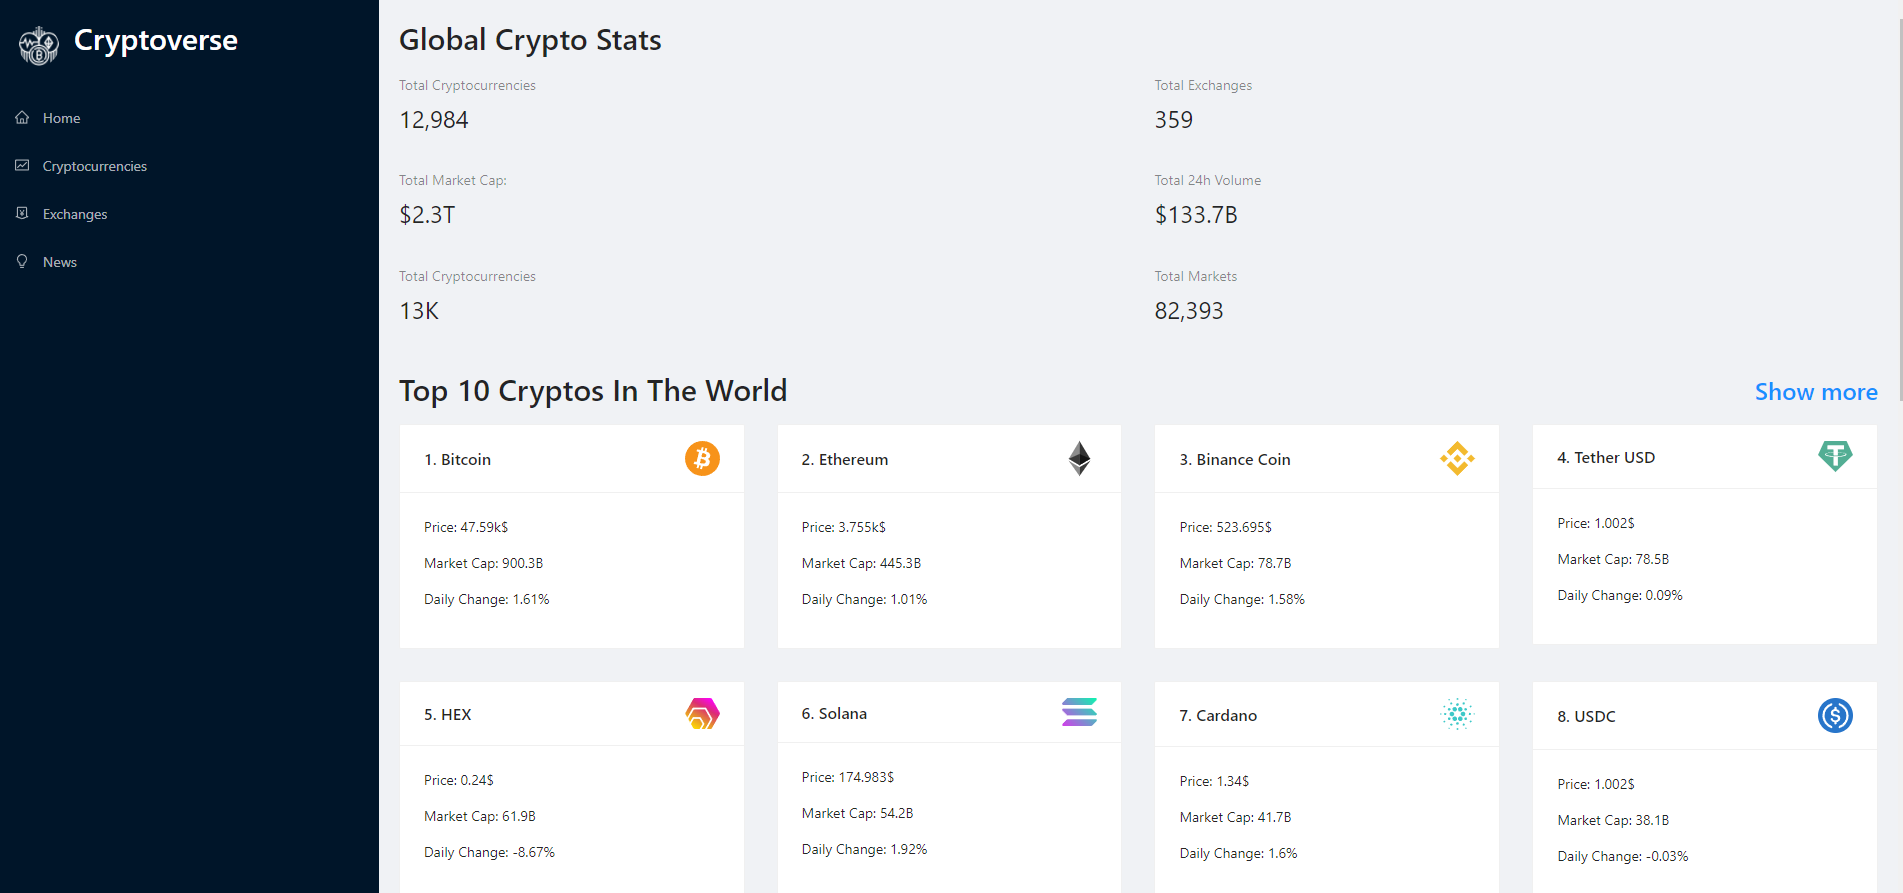 Cryptoverse
Home
Cryptocurrencies
Exchanges
News
Global Crypto Stats
Total Cryptocurrencies
12,984
Total Exchanges
359
Total Market Cap:
$2.3T
Total 24h Volume
$133.7B
Total Cryptocurrencies
13K
Total Markets
82,393
Top 10 Cryptos In The World
Show more
1. Bitcoin
Price: 47.59k$
Market Cap: 900.3B
Daily Change: 1.61%
2. Ethereum
Price: 3.755k$
Market Cap: 445.3B
Daily Change: 1.01%
3. Binance Coin
Price: 523.695$
Market Cap: 78.7B
Daily Change: 1.58%
4. Tether USD
Price: 1.002$
Market Cap: 78.5B
Daily Change: 0.09%
5. HEX
Price: 0.24$
Market Cap: 61.9B
Daily Change: -8.67%
6. Solana
Price: 174.983$
Market Cap: 54.2B
Daily Change: 1.92%
7. Cardano
Price: 1.34$
Market Cap: 41.7B
Daily Change: 1.6%
8. USDC
Price: 1.002$
Market Cap: 38.1B
Daily Change: -0.03%